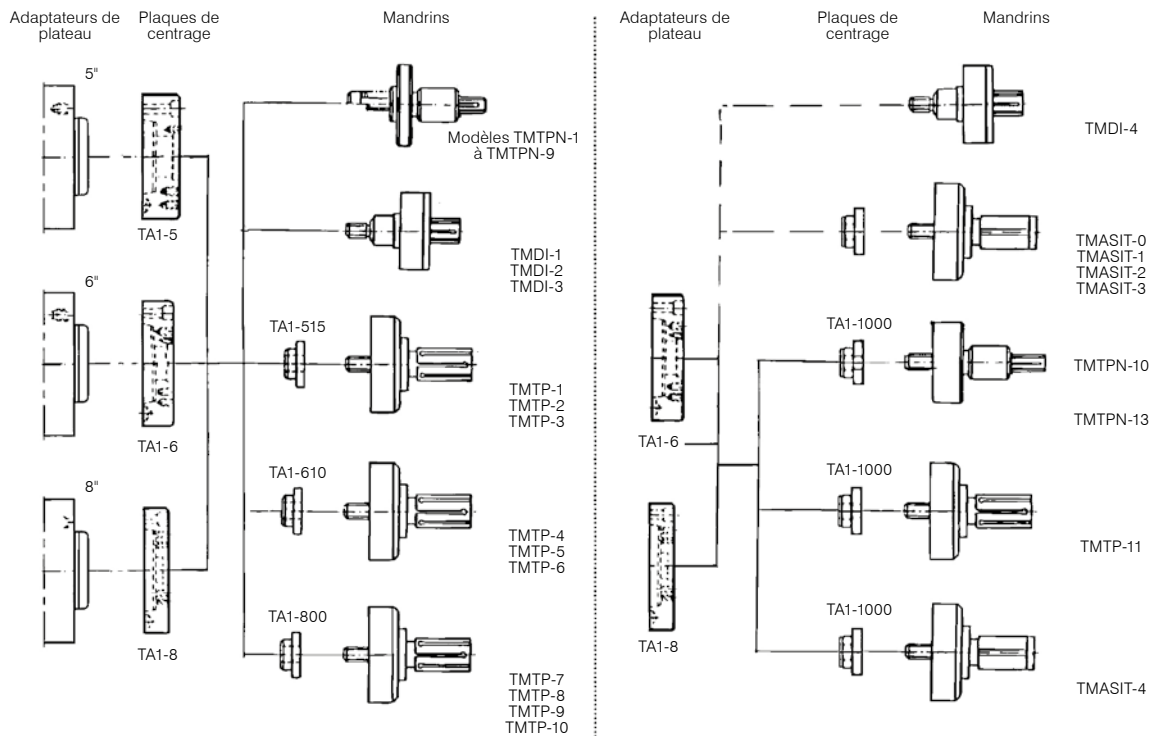 Adaptateurs de
plateau
Plaques de
centrage
Mandrins
5"
TA1-5
6"
TA1-6
8"
TA1-8
Modèles TMTPN-1
à TMTPN-9
TMDI-1
TMDI-2
TMDI-3
TA1-515
TMTP-1
TMTP-2
TMTP-3
TA1-610
TMTP-4
TMTP-5
TMTP-6
TA1-800
TMTP-7
TMTP-8
TMTP-9
TMTP-10
Adaptateurs de
plateau
Plaques de
centrage
Mandrins
TMDI-4
TMASIT-0
TMASIT-1
TMASIT-2
TMASIT-3
TA1-6
TA1-1000
TMTPN-10
TMTPN-13
TA1-1000
TMTP-11
TA1-8
TA1-1000
TMASIT-4